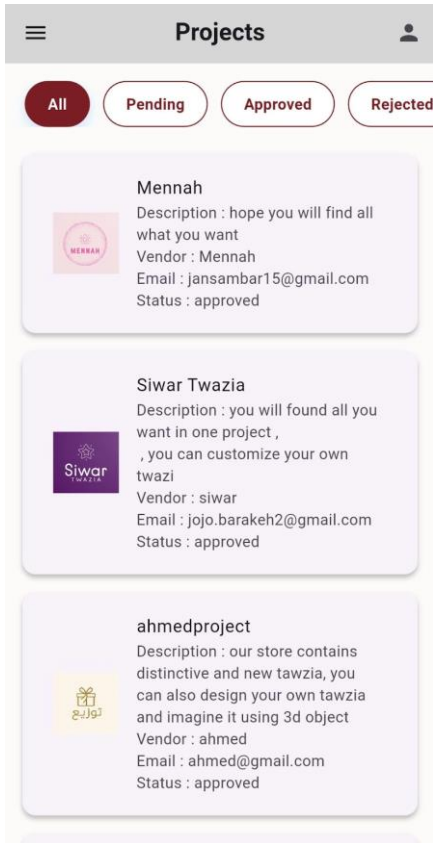 Projects
All
Pending
Approved
Rejected
Mennah
MENNAH
Description : hope you will find all
what you want
Vendor : Mennah
Email : jansambar15@gmail.com
Status : approved
Siwar Twazia
Siwar
TWAZIA
Description : you will found all you
want in one project ,
, you can customize your own
twazi
Vendor : siwar
Email : jojo.barakeh2@gmail.com
Status : approved
ahmedproject
توزيع
Description : our store contains
distinctive and new tawzia, you
can also design your own tawzia
and imagine it using 3d object
Vendor : ahmed
Email : ahmed@gmail.com
Status : approved